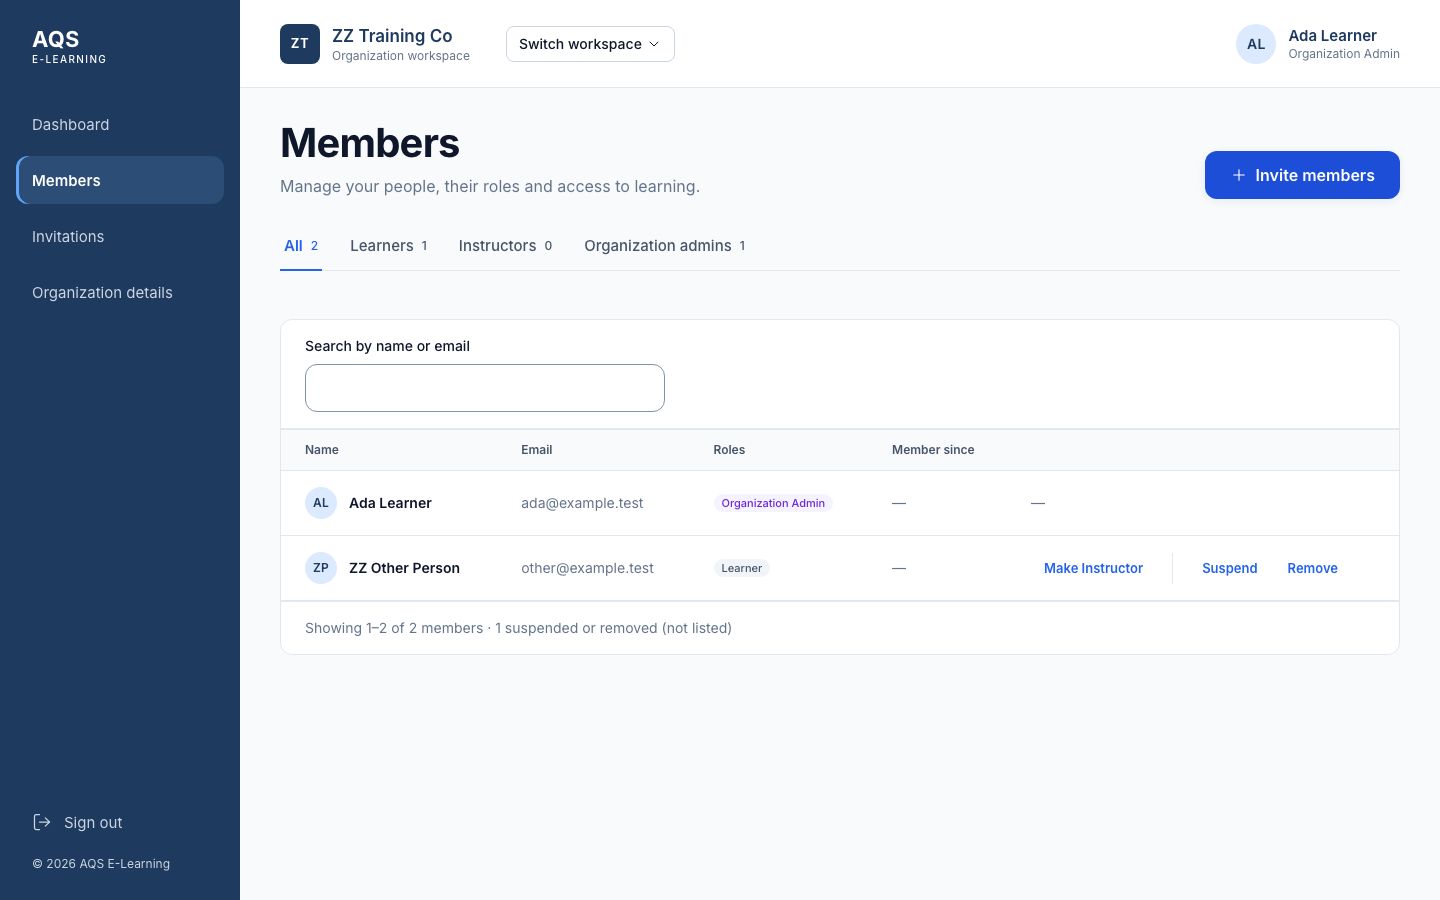 AQS
E-LEARNING
Dashboard
Members
Invitations
Organization details
Sign out
© 2026 AQS E-Learning
ZT
ZZ Training Co
Organization workspace
Switch workspace
AL
Ada Learner
Organization Admin
Members
Manage your people, their roles and access to learning.
+ Invite members
All 2 Learners 1 Instructors 0 Organization admins 1
Search by name or email
Name Email Roles Member since
AL Ada Learner ada@example.test Organization Admin — —
ZP ZZ Other Person other@example.test Learner — Make Instructor Suspend Remove
Showing 1–2 of 2 members · 1 suspended or removed (not listed)